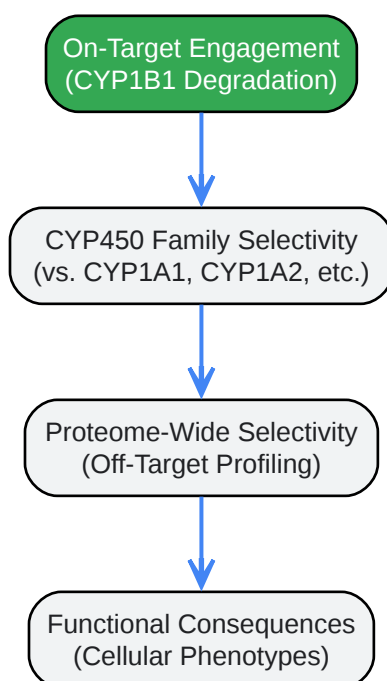 On-Target Engagement
(CYP1B1 Degradation)
CYP450 Family Selectivity
(vs. CYP1A1, CYP1A2, etc.)
Proteome-Wide Selectivity
(Off-Target Profiling)
Functional Consequences
(Cellular Phenotypes)